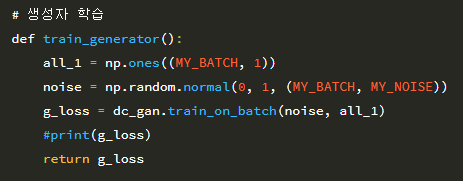 # 생성자 학습
def train_generator():
    all_1 = np.ones((MY_BATCH, 1))
    noise = np.random.normal(0, 1, (MY_BATCH, MY_NOISE))
    g_loss = dc_gan.train_on_batch(noise, all_1)
    #print(g_loss)
    return g_loss